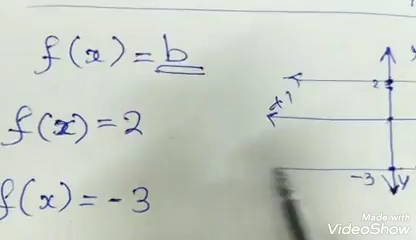 f(x) = b
f(x) = 2
f(x) = -3
y
2
x'
-3
y'
Made with
VideoShow